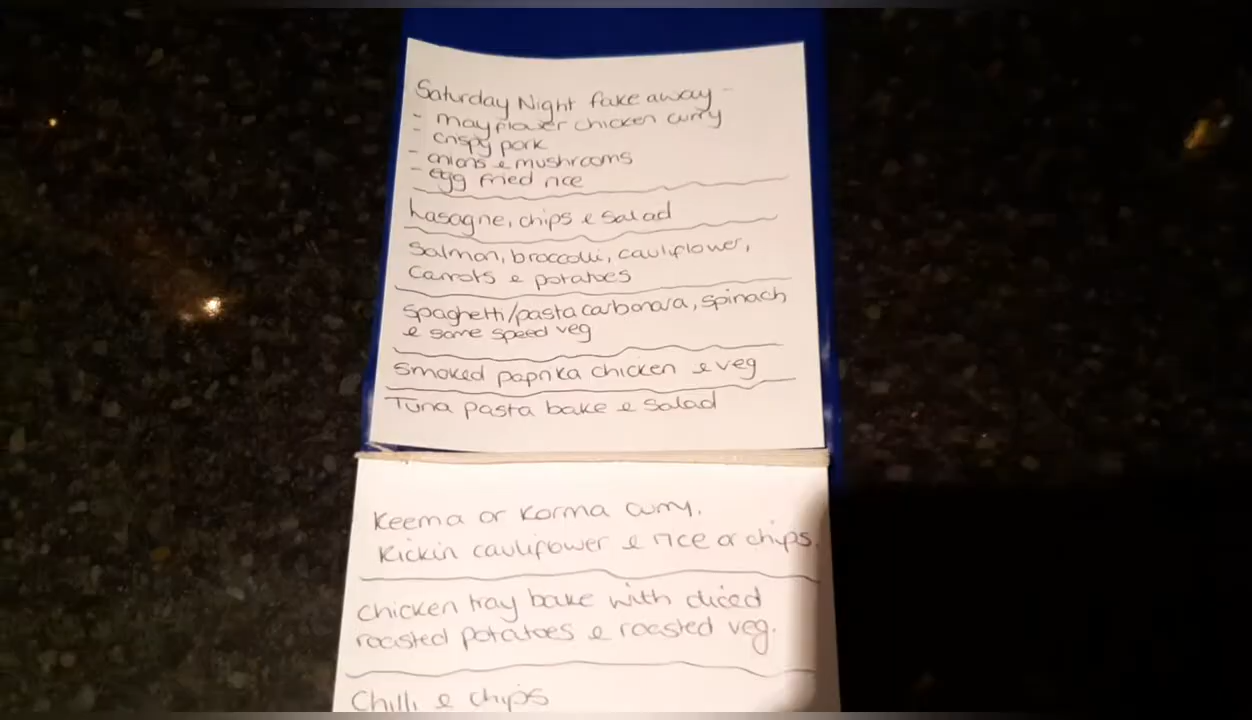 Saturday Night fake away -
- mayflower chicken curry
- crispy pork
- onions & mushrooms
- egg fried rice
Lasagne, chips & salad
Salmon, broccolli, cauliflower,
Carrots & potatoes
Spaghetti/pasta carbonara, spinach
& some speed veg
Smoked paprika chicken & veg
Tuna pasta bake & salad
Keema or Korma curry.
Kickin cauliflower & rice or chips.
Chicken tray bake with diced
roasted potatoes & roasted veg.
Chilli & chips